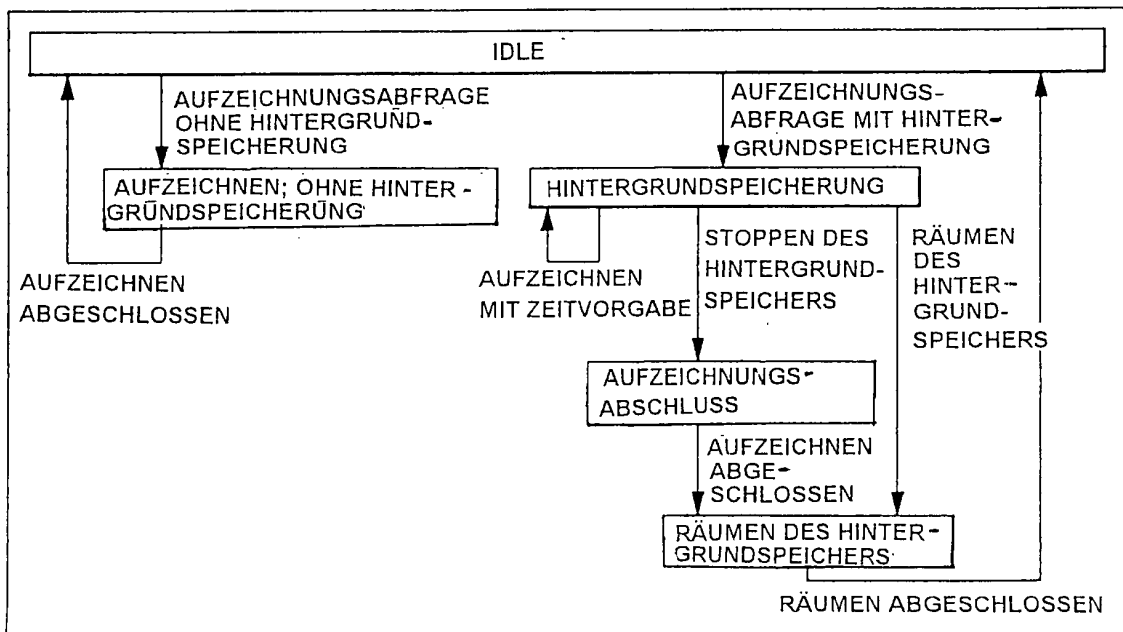 IDLE
AUFZEICHNUNGSABFRAGE
OHNE HINTERGRUND-
SPEICHERUNG
AUFZEICHNUNGS-
ABFRAGE MIT HINTER-
GRUNDSPEICHERUNG
AUFZEICHNEN; OHNE HINTER-
GRÜNDSPEICHERÜNG
HINTERGRUNDSPEICHERUNG
AUFZEICHNEN
ABGESCHLOSSEN
AUFZEICHNEN
MIT ZEITVORGABE
STOPPEN DES
HINTERGRUND-
SPEICHERS
RÄUMEN
DES
HINTER-
GRUND-
SPEICHERS
AUFZEICHNUNGS-
ABSCHLUSS
AUFZEICHNEN
ABGE-
SCHLOSSEN
RÄUMEN DES HINTER-
GRUNDSPEICHERS
RÄUMEN ABGESCHLOSSEN